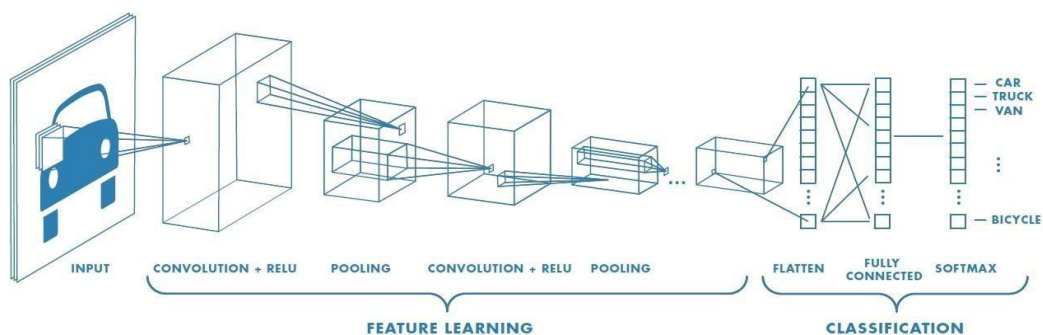 CAR
TRUCK
VAN
BICYCLE
INPUT
CONVOLUTION + RELU
POOLING
CONVOLUTION + RELU
POOLING
FLATTEN
FULLY
CONNECTED
SOFTMAX
FEATURE LEARNING
CLASSIFICATION